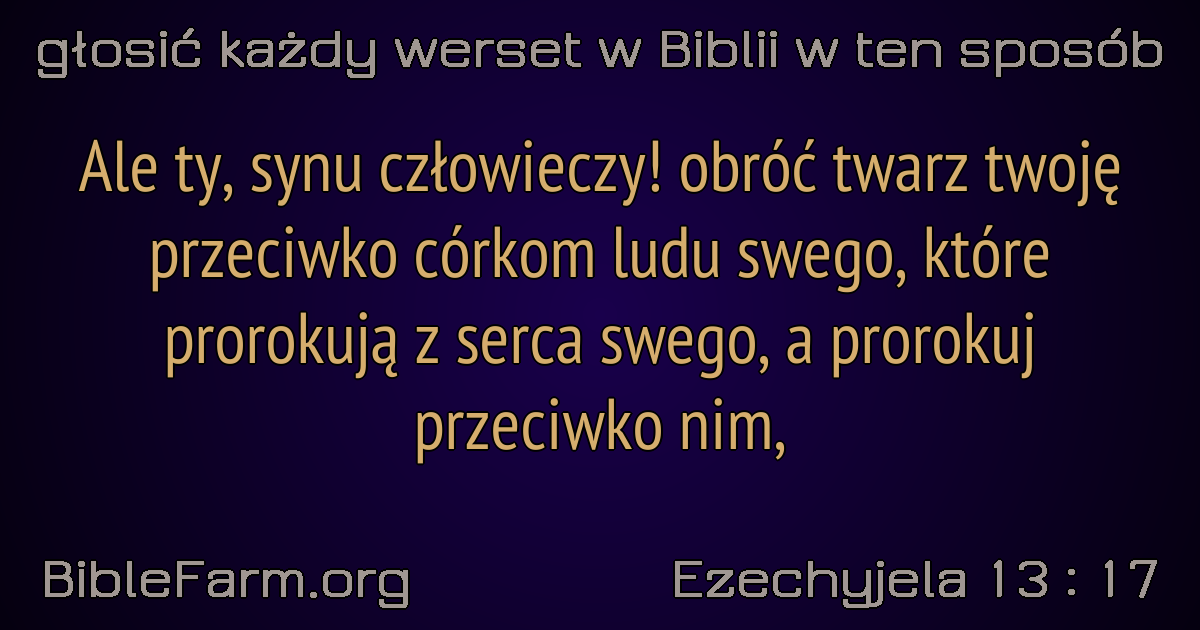 głosić każdy werset w Biblii w ten sposób
Ale ty, synu człowieczy! obróć twarz twoję
przeciwko córkom ludu swego, które
prorokują z serca swego, a prorokuj
przeciwko nim,
BibleFarm.org
Ezechyjela 13 : 17